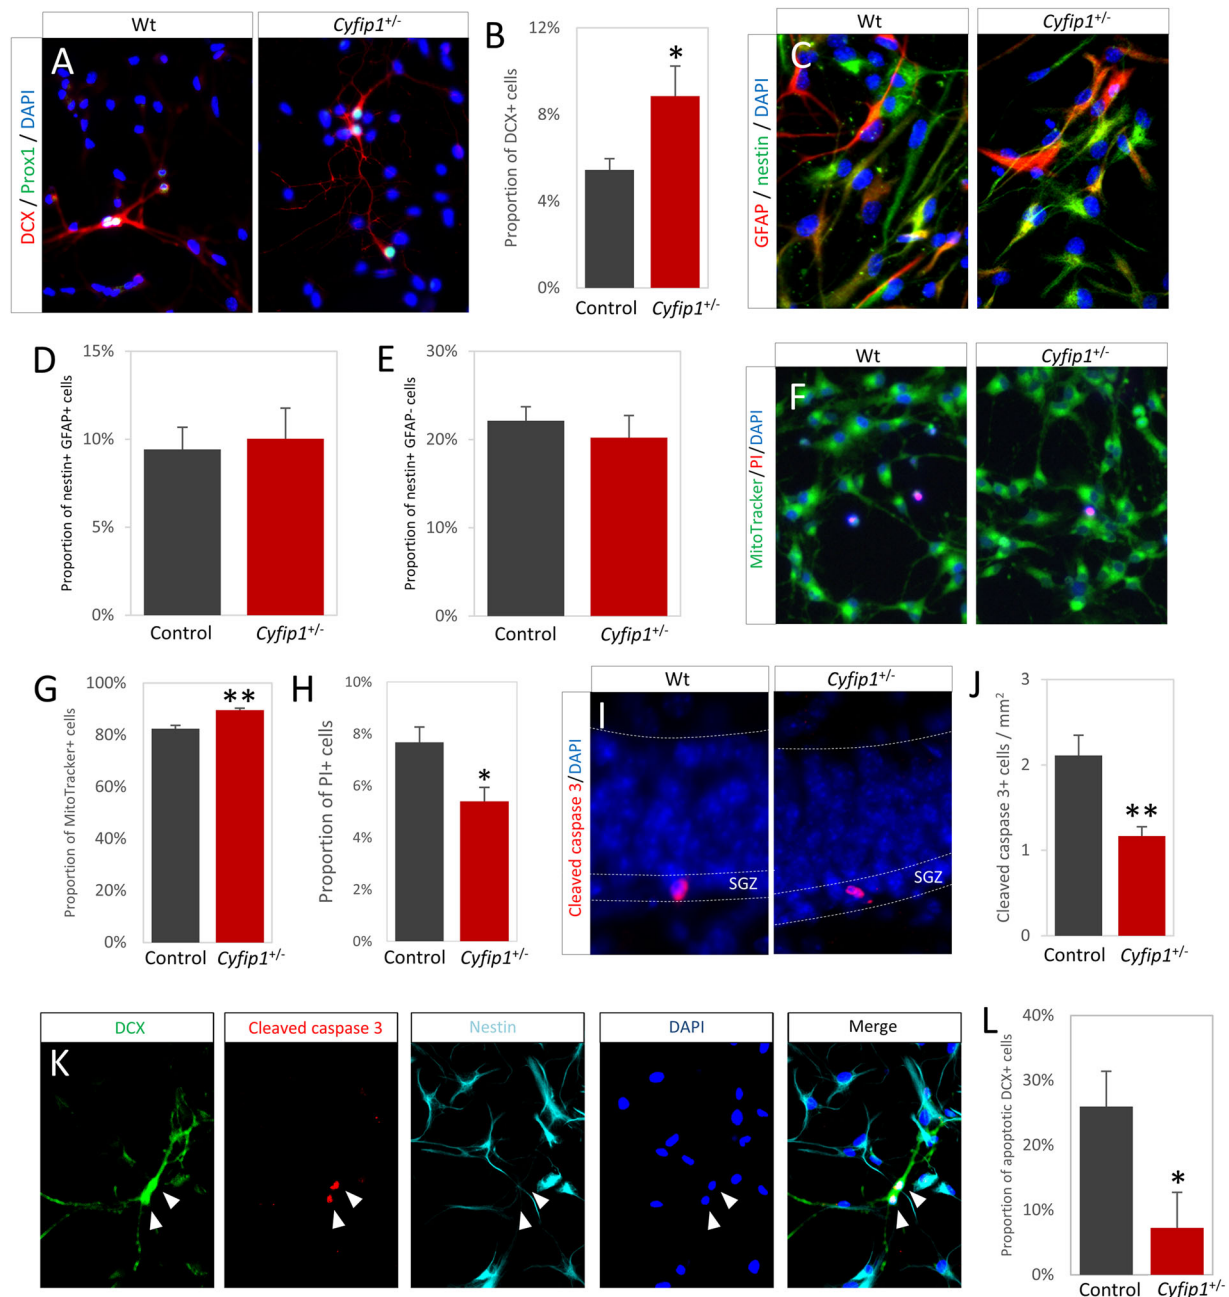 Wt
Cyfip1+/-
A
DCX / Prox1 / DAPI
B
Proportion of DCX+ cells
12%
8%
4%
0%
*
Control
Cyfip1+/-
Wt
Cyfip1+/-
C
GFAP / nestin / DAPI
D
Proportion of nestin+ GFAP+ cells
15%
10%
5%
0%
Control
Cyfip1+/-
E
Proportion of nestin+ GFAP- cells
30%
20%
10%
0%
Control
Cyfip1+/-
Wt
Cyfip1+/-
F
MitoTracker/PI/DAPI
G
Proportion of MitoTracker+ cells
100%
80%
60%
40%
20%
0%
**
Control
Cyfip1+/-
H
Proportion of PI+ cells
10%
8%
6%
4%
2%
0%
*
Control
Cyfip1+/-
Wt
Cyfip1+/-
I
Cleaved caspase 3/DAPI
SGZ
SGZ
J
Cleaved caspase 3+ cells / mm²
3
2
1
0
**
Control
Cyfip1+/-
DCX
Cleaved caspase 3
Nestin
DAPI
Merge
K
L
Proportion of apoptotic DCX+ cells
40%
30%
20%
10%
0%
*
Control
Cyfip1+/-